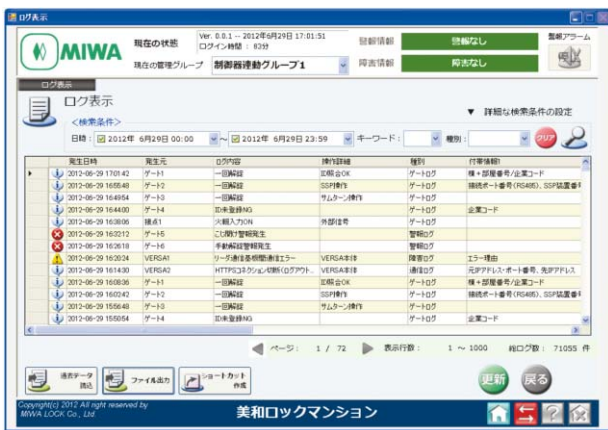 ログ表示
MIWA
現在の状態
Ver. 0.0.1 -- 2012年6月29日 17:01:51
ログイン時間 : 83分
警報情報
警報なし
警報アラーム
現在の管理グループ
制御器連動グループ1
障害情報
障害なし
ログ表示
ログ表示
▼ 詳細な検索条件の設定
<検索条件>
日時: 2012年 6月29日 00:00 ~ 2012年 6月29日 23:59 キーワード: 種別: クリア
発生日時 発生元 ログ内容 操作詳細 種別 付帯情報1
2012-06-29 170142 ゲート1 一回解錠 ID照合OK ゲートログ 棟+部屋番号/企業コード
2012-06-29 165548 ゲート2 一回解錠 SSP操作 ゲートログ 接続ポート番号(RS485)、SSP装置番号
2012-06-29 164954 ゲート3 一回解錠 サムターン操作 ゲートログ
2012-06-29 164400 ゲート4 ID未登録NG ゲートログ 企業コード
2012-06-29 163806 接点1 火報入力ON 外部信号 ゲートログ
2012-06-29 163212 ゲート5 こじ開け警報発生 警報ログ
2012-06-29 162618 ゲート6 手動解錠警報発生 警報ログ
2012-06-29 162024 VERSA1 リーダ通信基板間通信エラー VERSA本体 障害ログ エラー理由
2012-06-29 161430 VERSA2 HTTPSコネクション切断(ログアウト.. VERSA本体 通信ログ 元IPアドレス・ポート番号、先IPアドレス
2012-06-29 160836 ゲート1 一回解錠 ID照合OK ゲートログ 棟+部屋番号/企業コード
2012-06-29 160242 ゲート2 一回解錠 SSP操作 ゲートログ 接続ポート番号(RS485)、SSP装置番号
2012-06-29 155648 ゲート3 一回解錠 サムターン操作 ゲートログ
2012-06-29 155054 ゲート4 ID未登録NG ゲートログ 企業コード
ページ: 1 / 72 表示行数: 1 ~ 1000 総ログ数: 71055 件
過去データ
読込
ファイル出力
ショートカット
作成
更新
戻る
Copyright(c) 2012 All right reserved by
MIWA LOCK Co., Ltd
美和ロックマンション